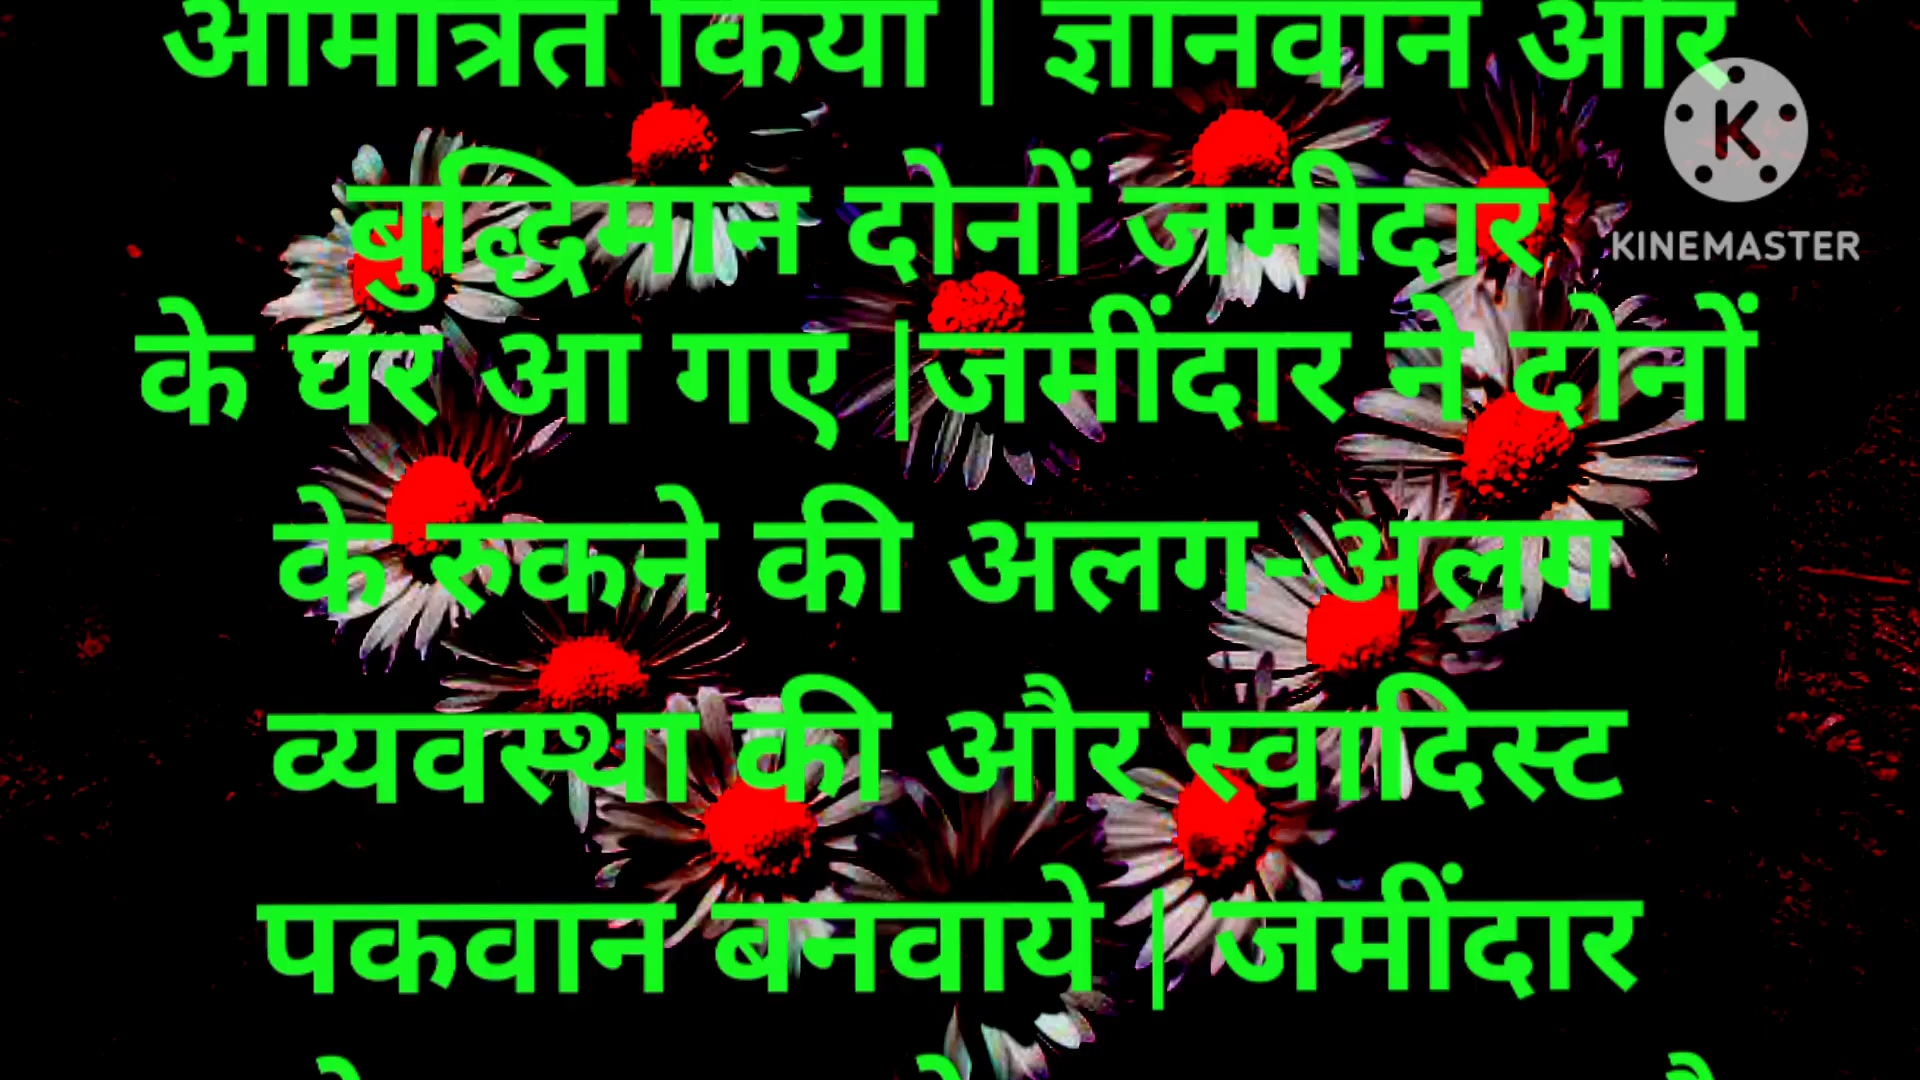 आमंत्रित किया | ज्ञानवान और
बुद्धिमान दोनों जमीदार
के घर आ गए |जमींदार ने दोनों
के रुकने की अलग-अलग
व्यवस्था की और स्वादिस्ट
पकवान बनवाये | जमींदार
KINEMASTER